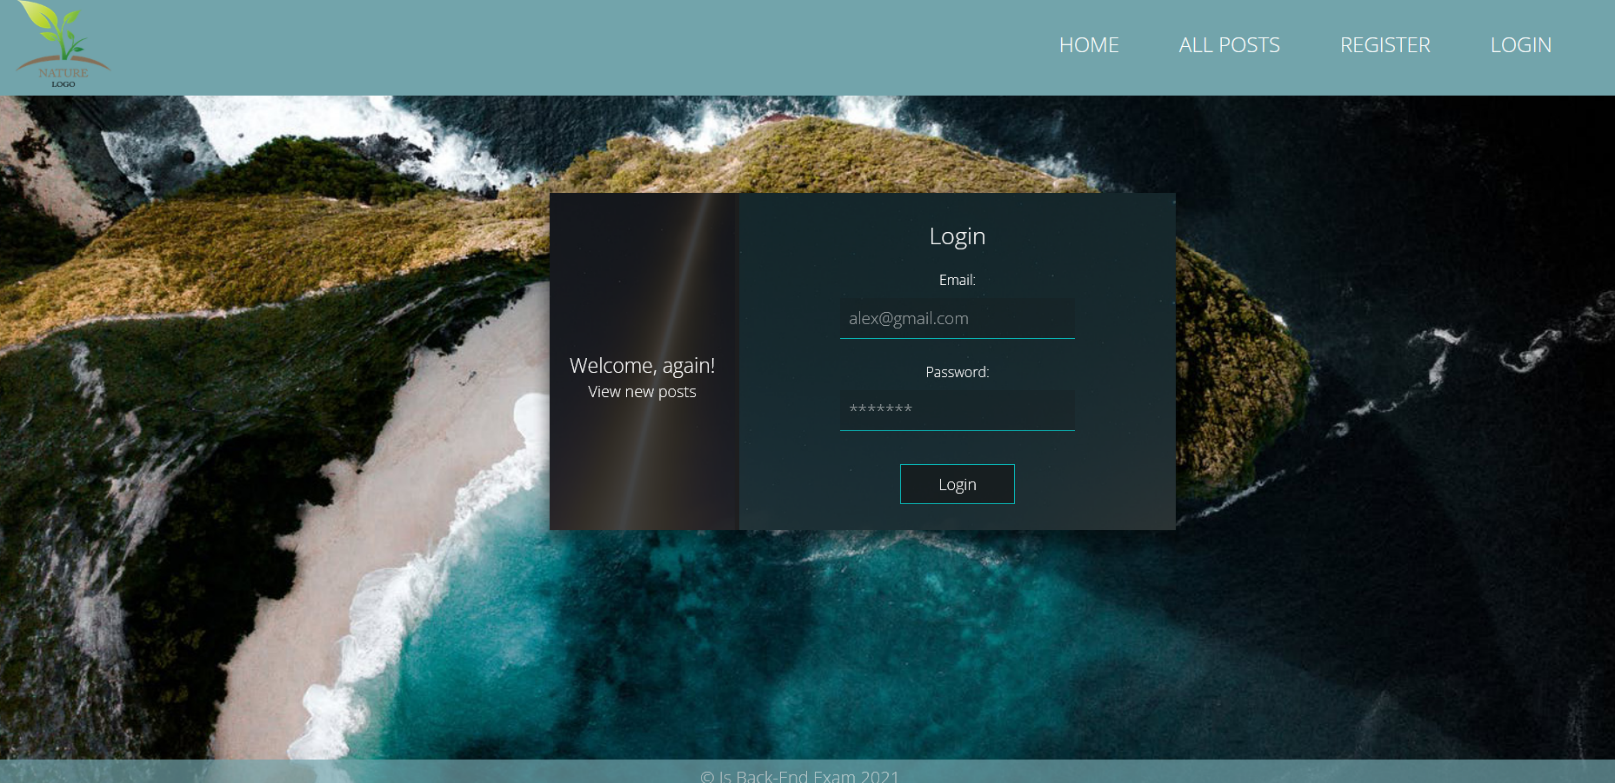 NATURE
LOGO
HOME ALL POSTS REGISTER LOGIN
Welcome, again!
View new posts
Login
Email:
alex@gmail.com
Password:
*******
Login
© Js Back-End Exam 2021